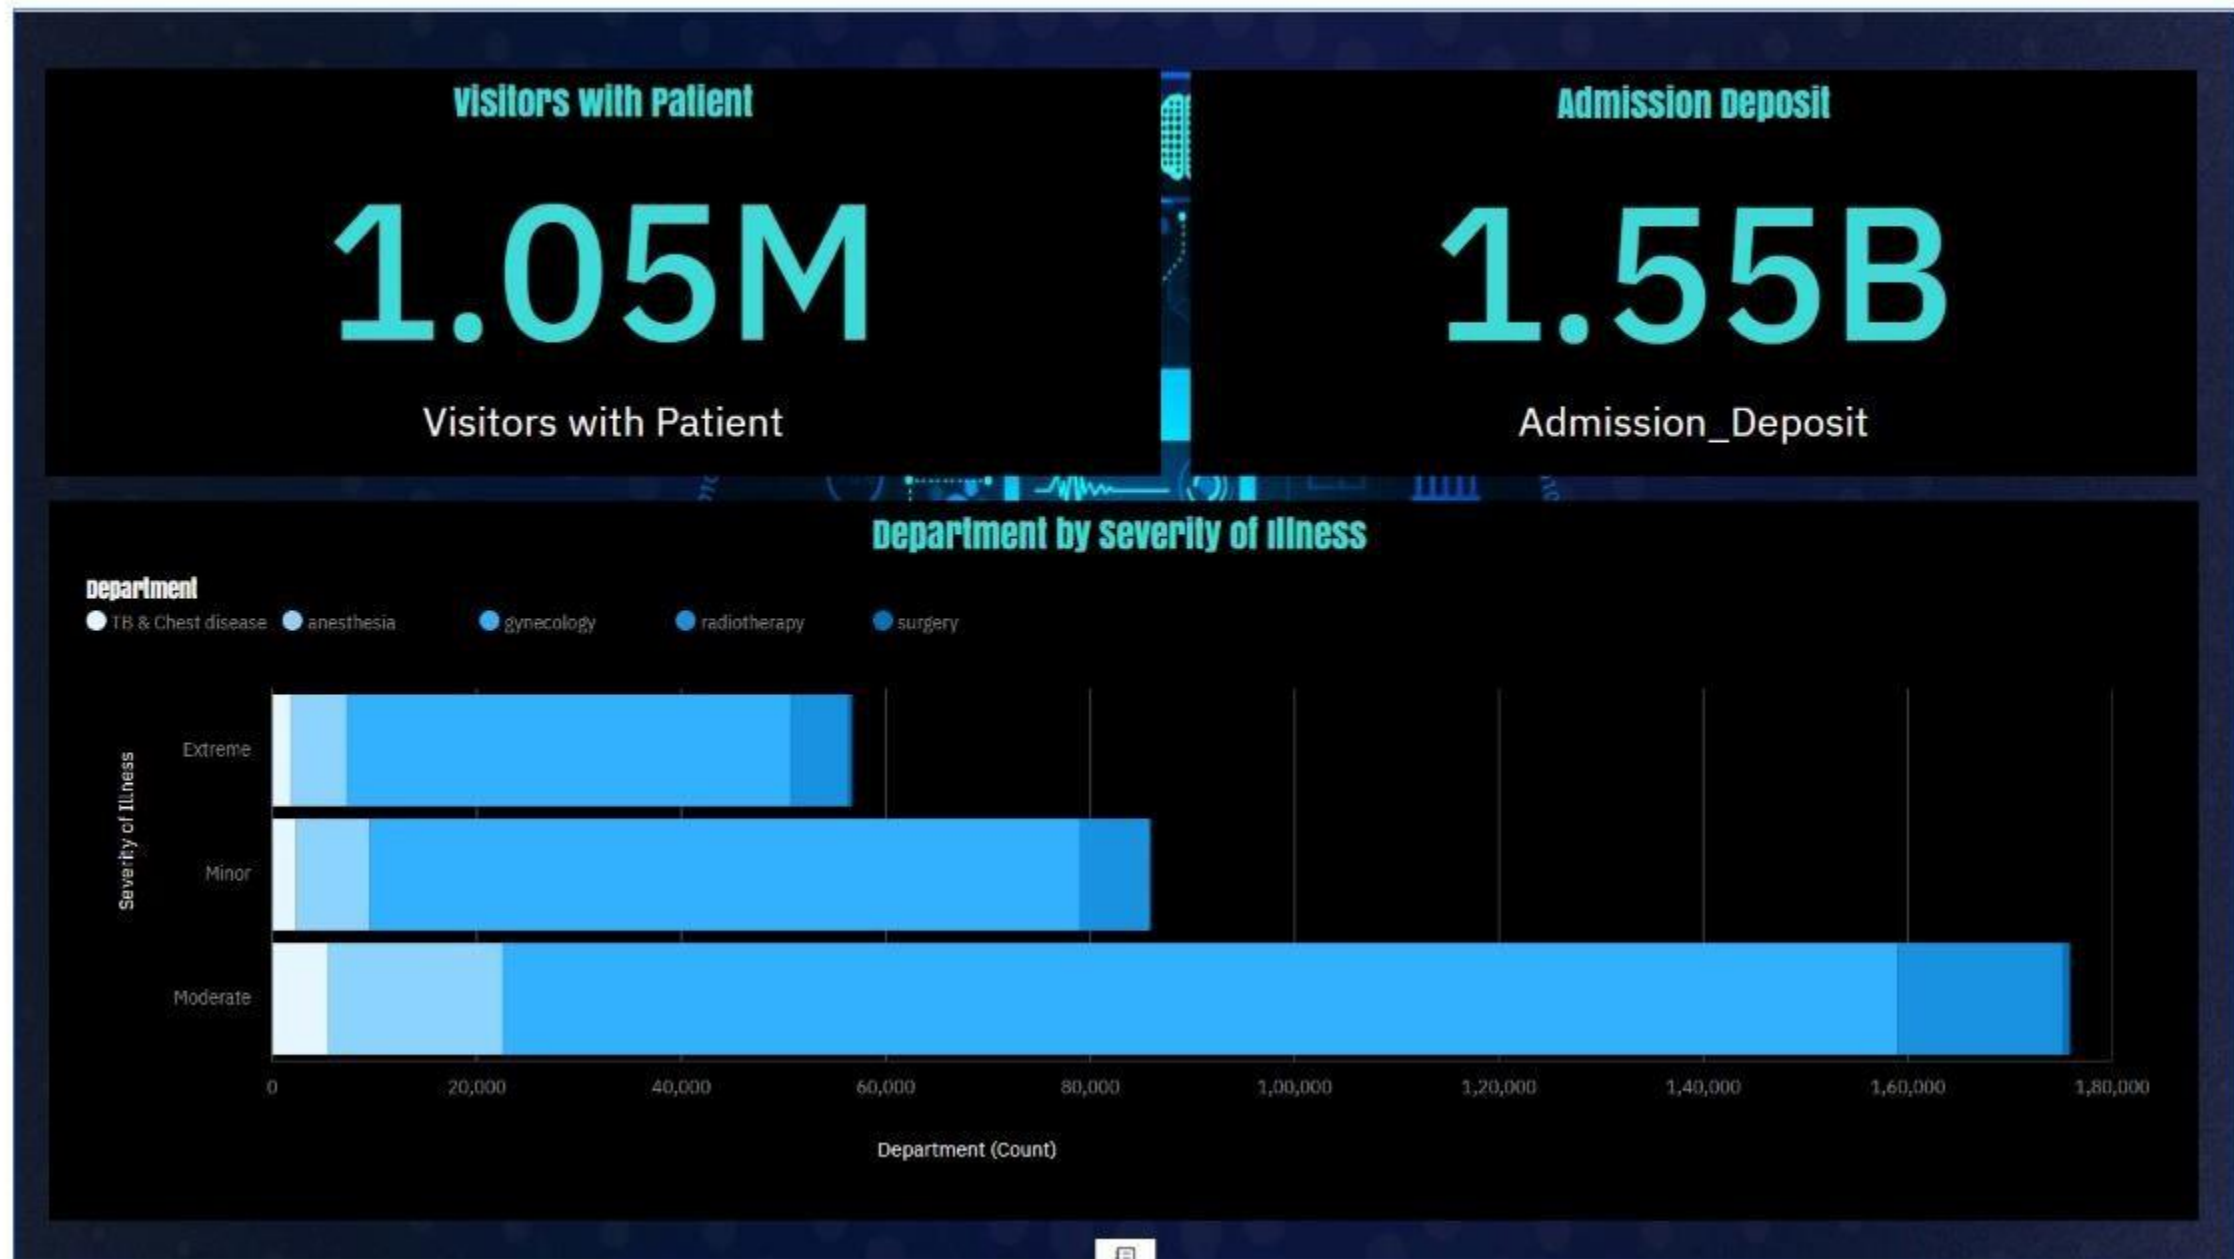 Visitors with Patient
1.05M
Visitors with Patient
Admission Deposit
1.55B
Admission_Deposit
Department by Severity of Illness
Department
TB & Chest disease anesthesia gynecology radiotherapy surgery
Severity of Illness
Extreme
Minor
Moderate
0 20,000 40,000 60,000 80,000 1,00,000 1,20,000 1,40,000 1,60,000 1,80,000
Department (Count)